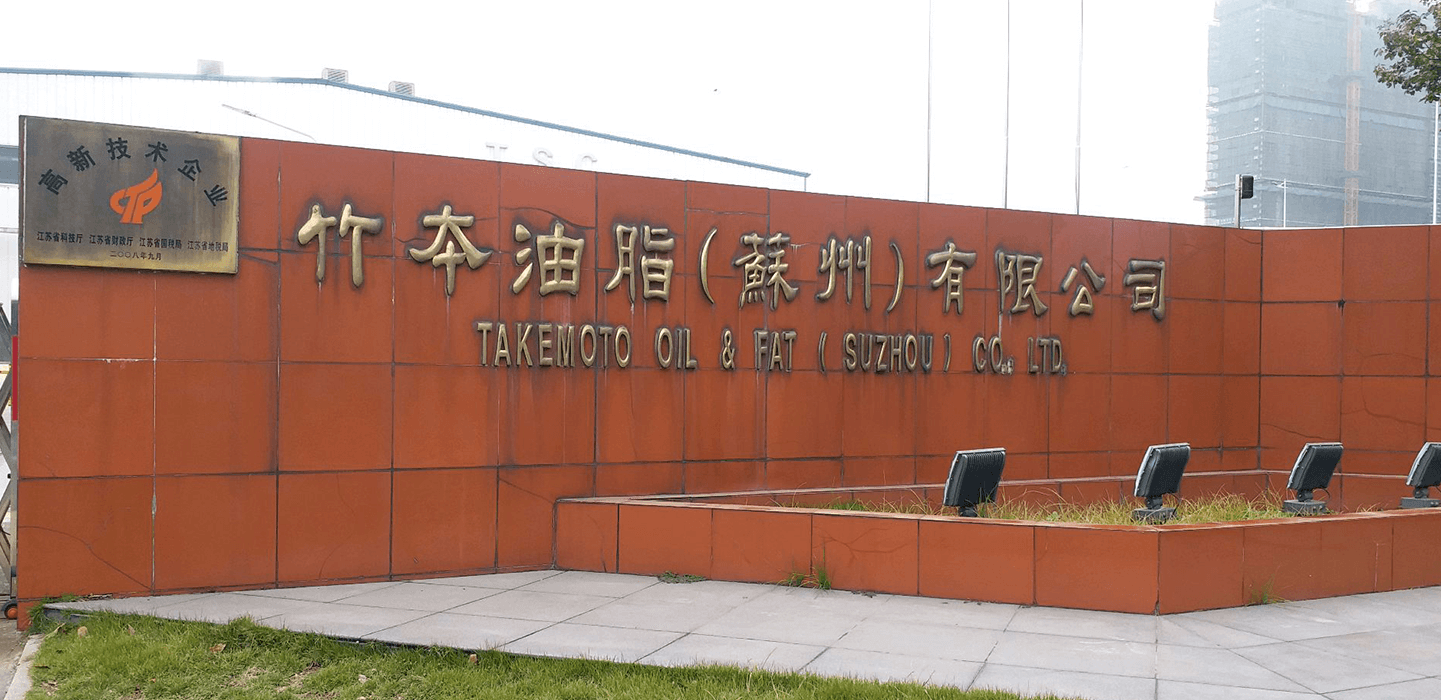 高新技术企业
江苏省科技厅 江苏省财政厅 江苏省国税局 江苏省地税局
二〇〇八年九月
竹本油脂(蘇州)有限公司
TAKEMOTO OIL & FAT (SUZHOU) CO., LTD.
TSC